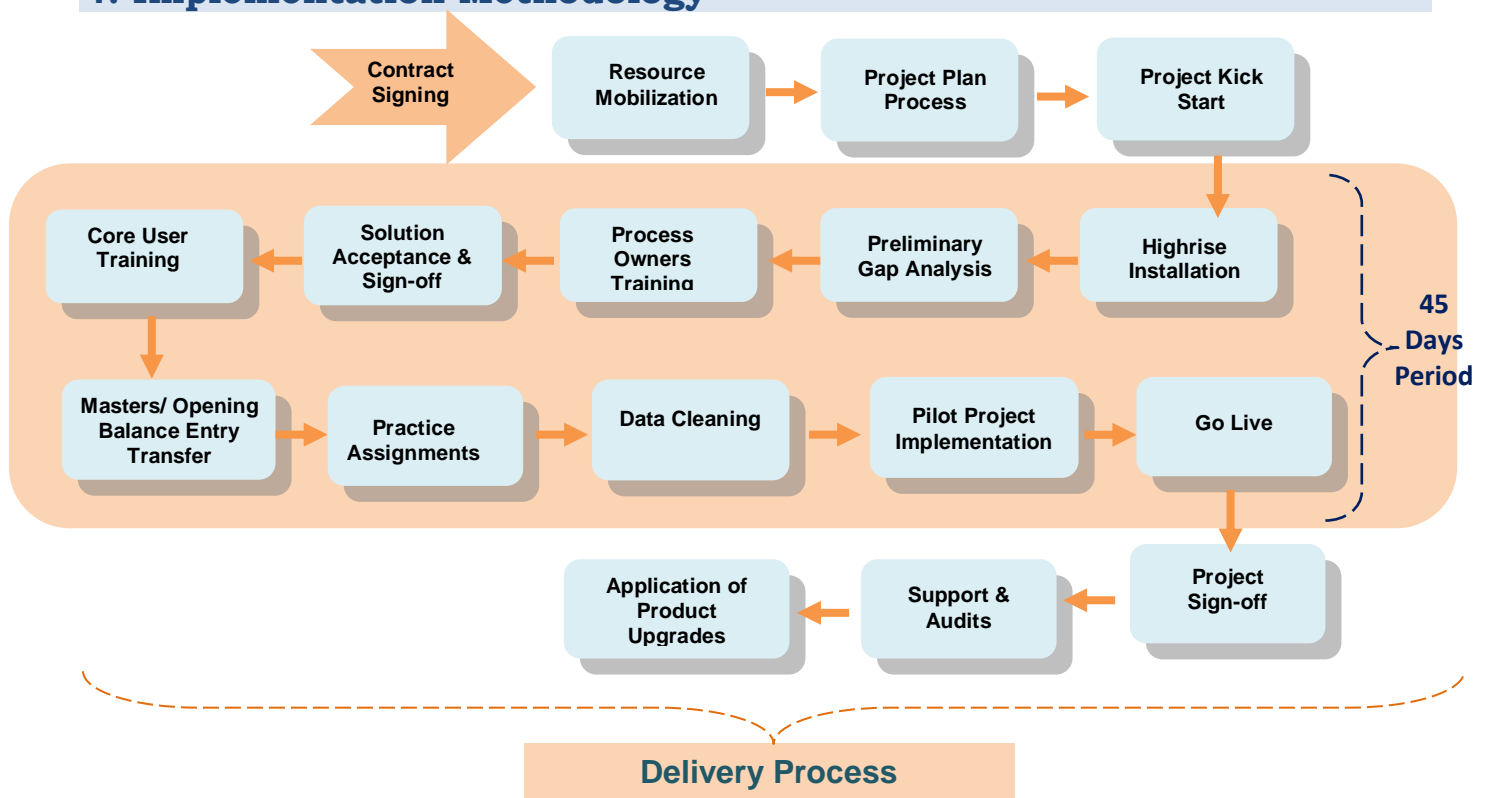 Implementation Methodology
Contract
Signing
Resource
Mobilization
Project Plan
Process
Project Kick
Start
Core User
Training
Solution
Acceptance &
Sign-off
Process
Owners
Training
Preliminary
Gap Analysis
Highrise
Installation
45
Days
Period
Masters/ Opening
Balance Entry
Transfer
Practice
Assignments
Data Cleaning
Pilot Project
Implementation
Go Live
Application of
Product
Upgrades
Support &
Audits
Project
Sign-off
Delivery Process